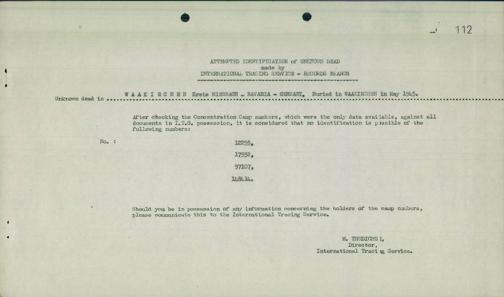 112
ATTEMPTED IDENTIFICATION of UNKNOWN DEAD
made by
INTERNATIONAL TRACING SERVICE - RECORDS BRANCH
Unknown dead in ..... W A A K I R C H E N Kreis MIESBACH , BAVARIA - GERMANY. Buried in WAAKIRCHEN in May 1945.
After checking the Concentration Camp numbers, which were the only data available, against all
documents in I.T.S. possession, it is considered that no identification is possible of the
following numbers:
No. :
17958,
97107,
Should you be in possession of any information concerning the holders of the camp numbers,
please communicate this to the International Tracing Service.
M.
Director,
International Tracing Service.